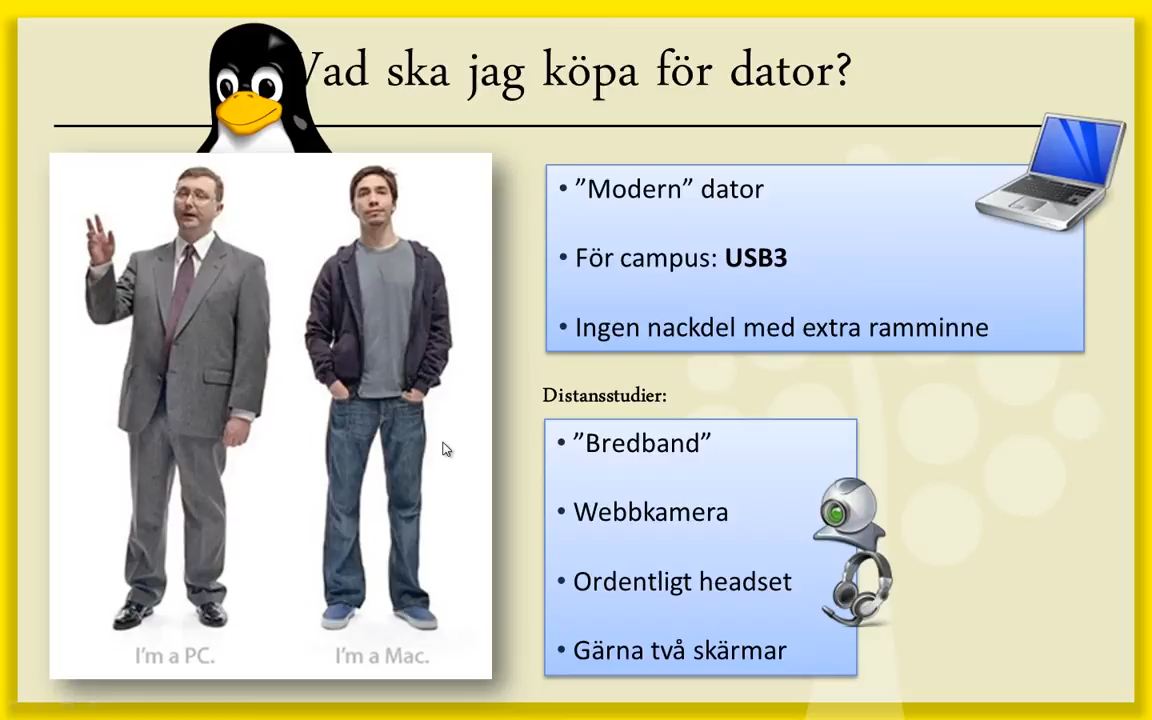 Vad ska jag köpa för dator?
• ”Modern” dator
• För campus: USB3
• Ingen nackdel med extra ramminne
Distansstudier:
• ”Bredband”
• Webbkamera
• Ordentligt headset
• Gärna två skärmar
I'm a PC. I'm a Mac.